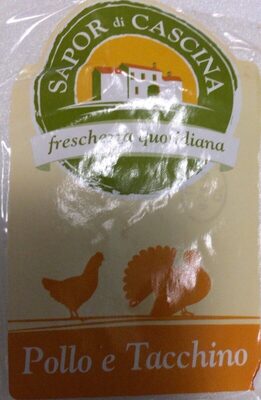 SAPOR di CASCINA
freschezza quotidiana
Pollo e Tacchino